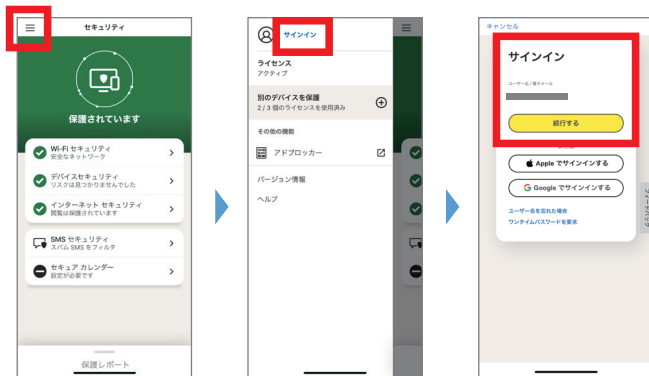 セキュリティ
保護されています
Wi-Fi セキュリティ
安全なネットワーク
デバイスセキュリティ
リスクは見つかりませんでした
インターネット セキュリティ
閲覧は保護されています
SMS セキュリティ
スパム SMS をフィルタ
セキュア カレンダー
設定が必要です
保護レポート
サインイン
ライセンス
アクティブ
別のデバイスを保護
2 / 3 個のライセンスを使用済み
その他の機能
アドブロッカー
バージョン情報
ヘルプ
キャンセル
サインイン
ユーザー名/電子メール
続行する
Apple でサインインする
Google でサインインする
ユーザー名を忘れた場合
ワンタイムパスワードを要求
フィードバック